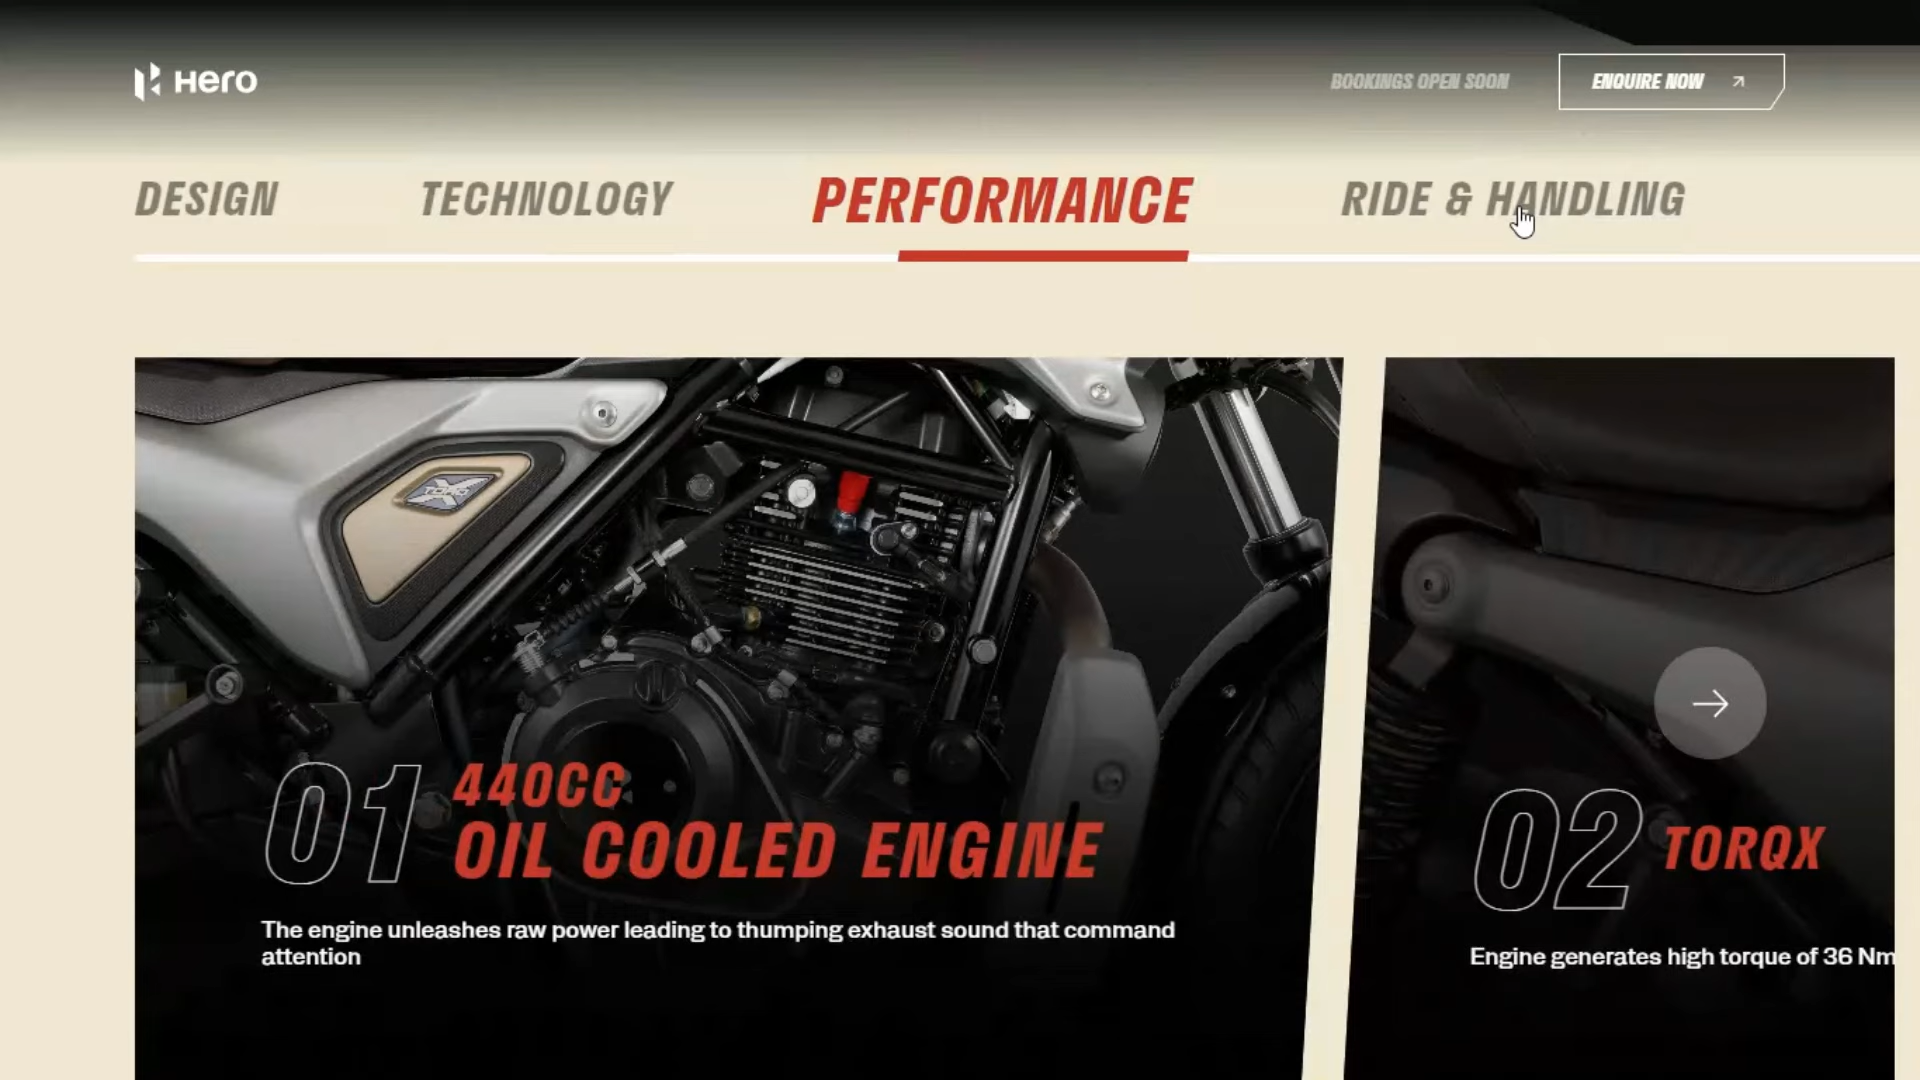 Hero
BOOKINGS OPEN SOON
ENQUIRE NOW
DESIGN
TECHNOLOGY
PERFORMANCE
RIDE & HANDLING
01
440CC
OIL COOLED ENGINE
The engine unleashes raw power leading to thumping exhaust sound that command
attention
02
TORQX
Engine generates high torque of 36 Nm